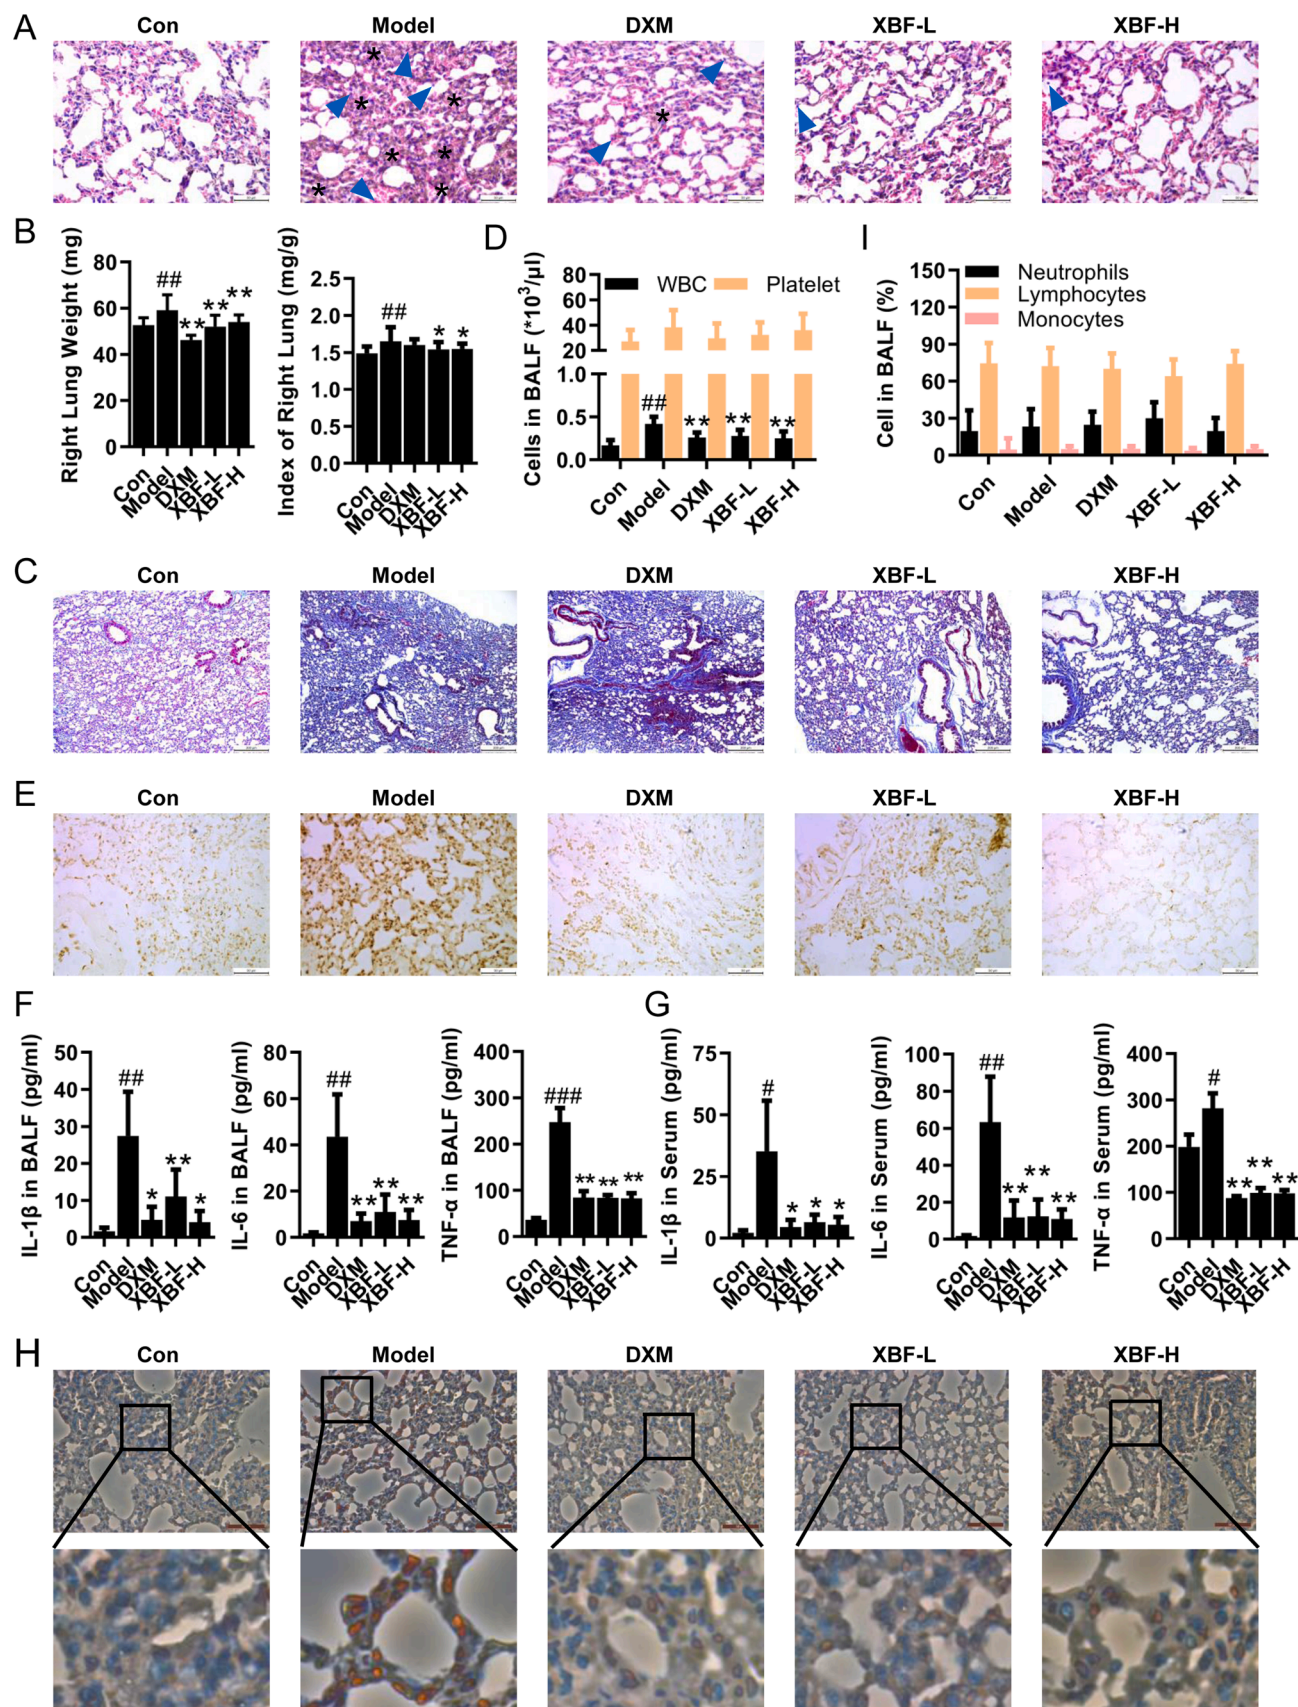 A
Con Model DXM XBF-L XBF-H
* * * * * * * *
B
Right Lung Weight (mg)
80
60
40
20
0
##
** ** **
Con Model DXM XBF-L XBF-H
Index of Right Lung (mg/g)
2.5
2.0
1.5
1.0
0.5
0.0
##
* *
Con Model DXM XBF-L XBF-H
D
Cells in BALF (*10³/μl)
80
60
40
20
1.0
0.5
0.0
WBC Platelet
##
** ** **
Con Model DXM XBF-L XBF-H
I
Cell in BALF (%)
150
90
60
30
0
Neutrophils
Lymphocytes
Monocytes
Con Model DXM XBF-L XBF-H
C
Con Model DXM XBF-L XBF-H
E
Con Model DXM XBF-L XBF-H
F
IL-1β in BALF (pg/ml)
50
40
30
20
10
0
##
* ** *
Con Model DXM XBF-L XBF-H
IL-6 in BALF (pg/ml)
80
60
40
20
0
##
** ** **
Con Model DXM XBF-L XBF-H
TNF-α in BALF (pg/ml)
400
300
200
100
0
###
** ** **
Con Model DXM XBF-L XBF-H
G
IL-1β in Serum (pg/ml)
75
50
25
0
#
* * *
Con Model DXM XBF-L XBF-H
IL-6 in Serum (pg/ml)
100
80
60
40
20
0
##
** ** **
Con Model DXM XBF-L XBF-H
TNF-α in Serum (pg/ml)
400
300
200
100
0
#
** ** **
Con Model DXM XBF-L XBF-H
H
Con Model DXM XBF-L XBF-H